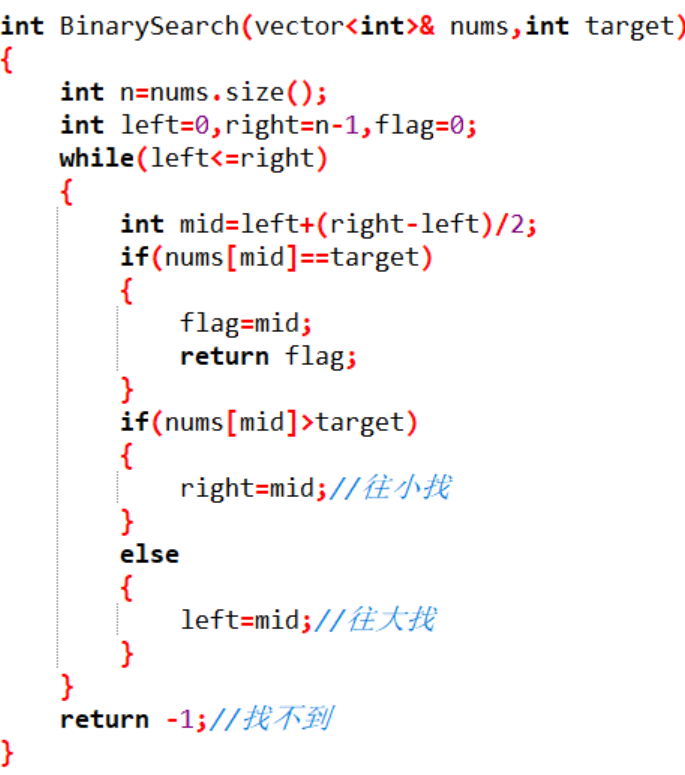 int BinarySearch(vector<int>& nums,int target)
{
    int n=nums.size();
    int left=0,right=n-1,flag=0;
    while(left<=right)
    {
        int mid=left+(right-left)/2;
        if(nums[mid]==target)
        {
            flag=mid;
            return flag;
        }
        if(nums[mid]>target)
        {
            right=mid;//往小找
        }
        else
        {
            left=mid;//往大找
        }
    }
    return -1;//找不到
}